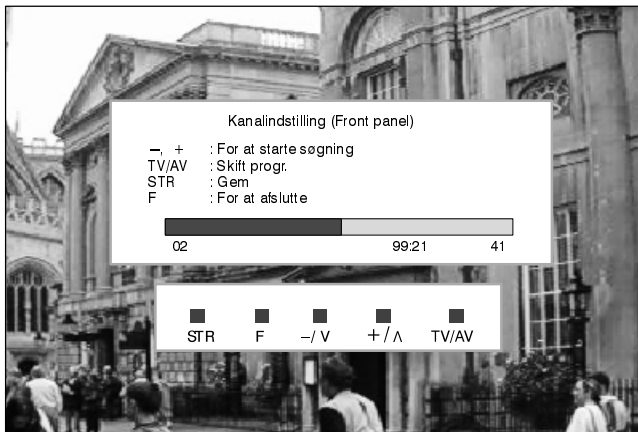 Kanalindstilling (Front panel)
–, + : For at starte søgning
TV/AV : Skift progr.
STR : Gem
F : For at afslutte
02 99:21 41
STR F –/V +/Λ TV/AV